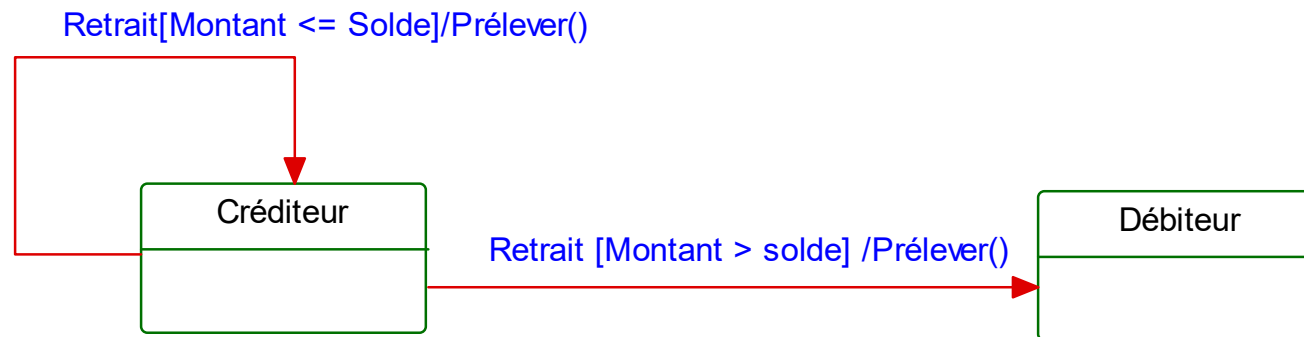 Retrait[Montant <= Solde]/Prélever()
Créditeur
Débiteur
Retrait [Montant > solde] /Prélever()